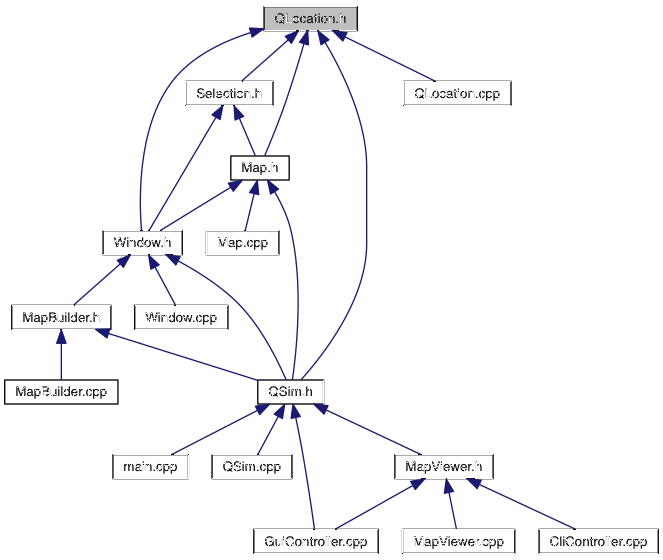 QLocation.h
Selection.h
QLocation.cpp
Map.h
Window.h
Map.cpp
MapBuilder.h
Window.cpp
MapBuilder.cpp
QSim.h
main.cpp
QSim.cpp
MapViewer.h
GuiController.cpp
MapViewer.cpp
CliController.cpp